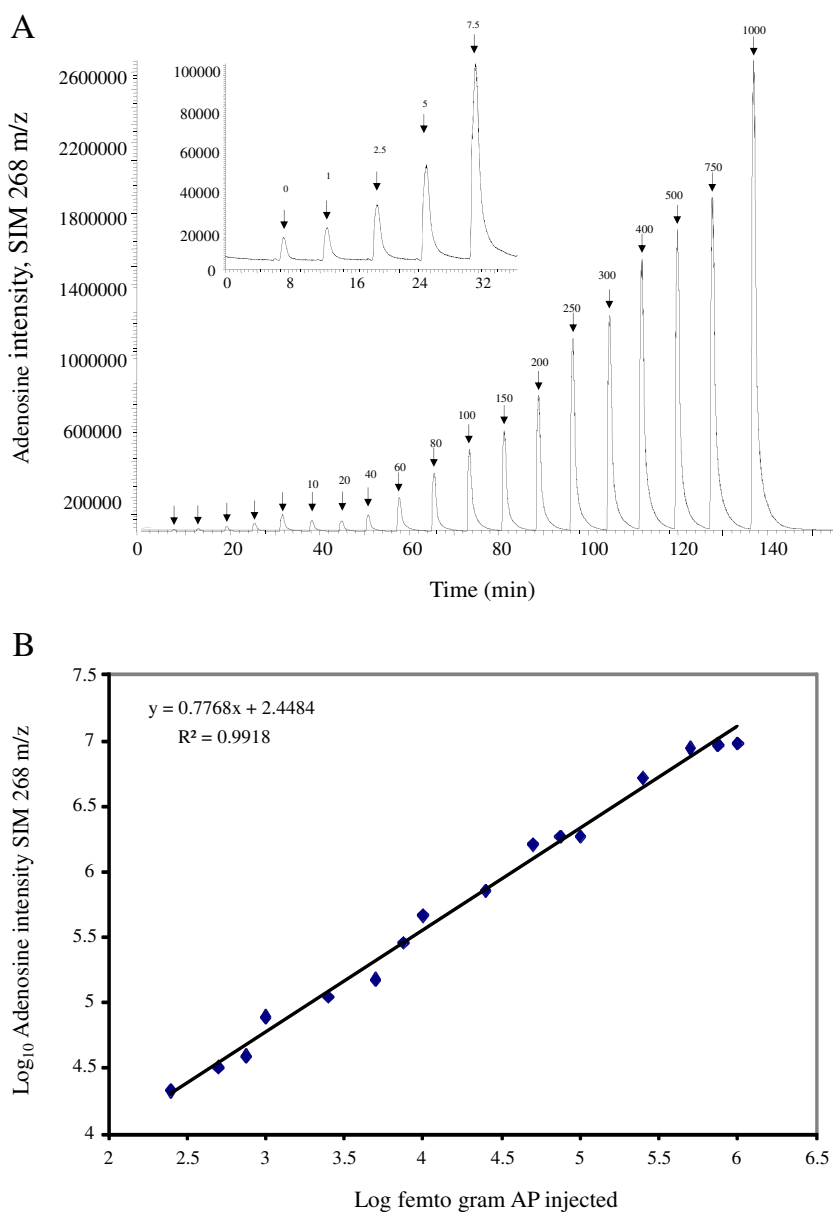 A
Adenosine intensity, SIM 268 m/z
2600000
2200000
1800000
1400000
1000000
600000
200000
0 20 40 60 80 100 120 140
Time (min)
100000
80000
60000
40000
20000
0
0 8 16 24 32
0 1 2.5 5 7.5
10 20 40 60 80 100 150 200 250 300 400 500 750 1000
B
Log10 Adenosine intensity SIM 268 m/z
7.5
7
6.5
6
5.5
5
4.5
4
y = 0.7768x + 2.4484
R² = 0.9918
2 2.5 3 3.5 4 4.5 5 5.5 6 6.5
Log femto gram AP injected